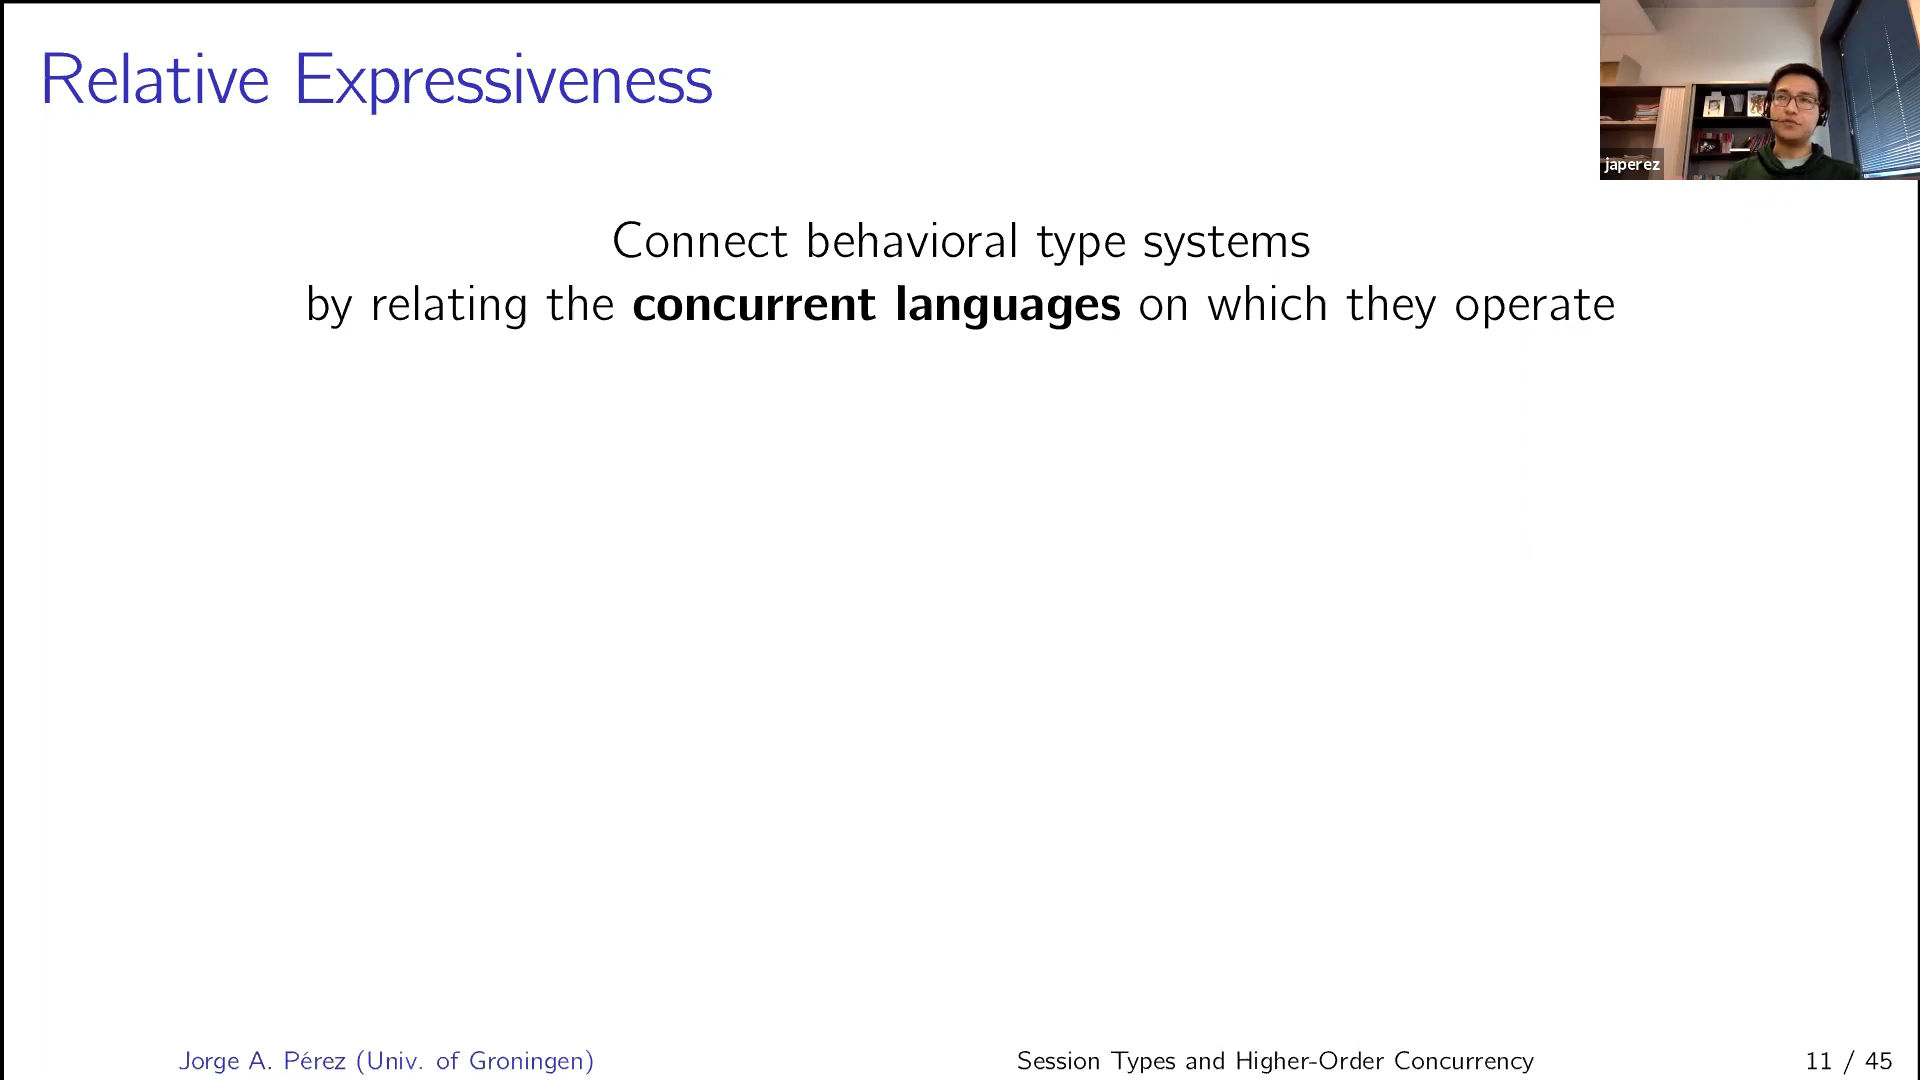 Relative Expressiveness
japerez
Connect behavioral type systems
by relating the concurrent languages on which they operate
Jorge A. Pérez (Univ. of Groningen)
Session Types and Higher-Order Concurrency
11 / 45